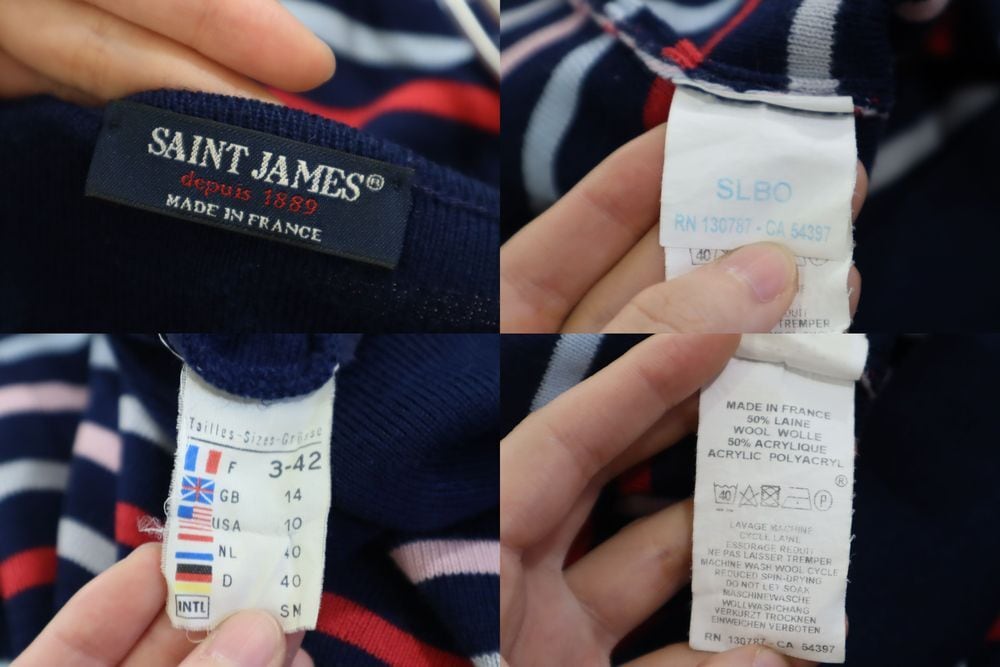 SAINT JAMES®
depuis 1889
MADE IN FRANCE
SLBO
RN 130787 - CA 54397
40
DUIT
TREMPER
Tailles-Sizes-Grösse
F 3-42
GB 14
USA 10
NL 40
D 40
INTL SM
MADE IN FRANCE
50% LAINE
WOOL WOLLE
50% ACRYLIQUE
ACRYLIC POLYACRYL
®
40 P
LAVAGE MACHINE
CYCLE LAINE
ESSORAGE REDUIT
NE PAS LAISSER TREMPER
MACHINE WASH WOOL CYCLE
REDUCED SPIN-DRYING
DO NOT LET SOAK
MASCHINEWASCHE
WOLLWASHCHANG
VERKURZT TROCKNEN
EINWEICHEN VERBOTEN
RN 130787 - CA 54397